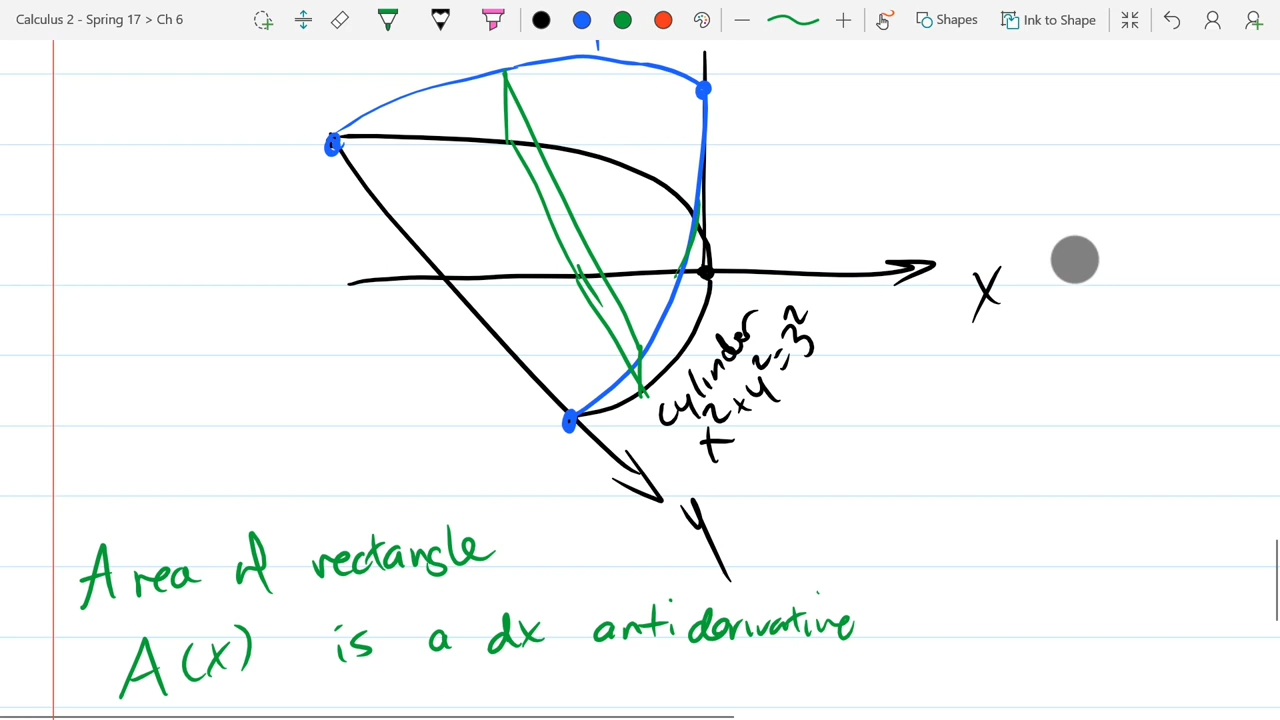 Calculus 2 - Spring 17 > Ch 6
Shapes
Ink to Shape
X
cylinder
x²+y²=3²
y
Area of rectangle
A(x) is a dx antiderivative